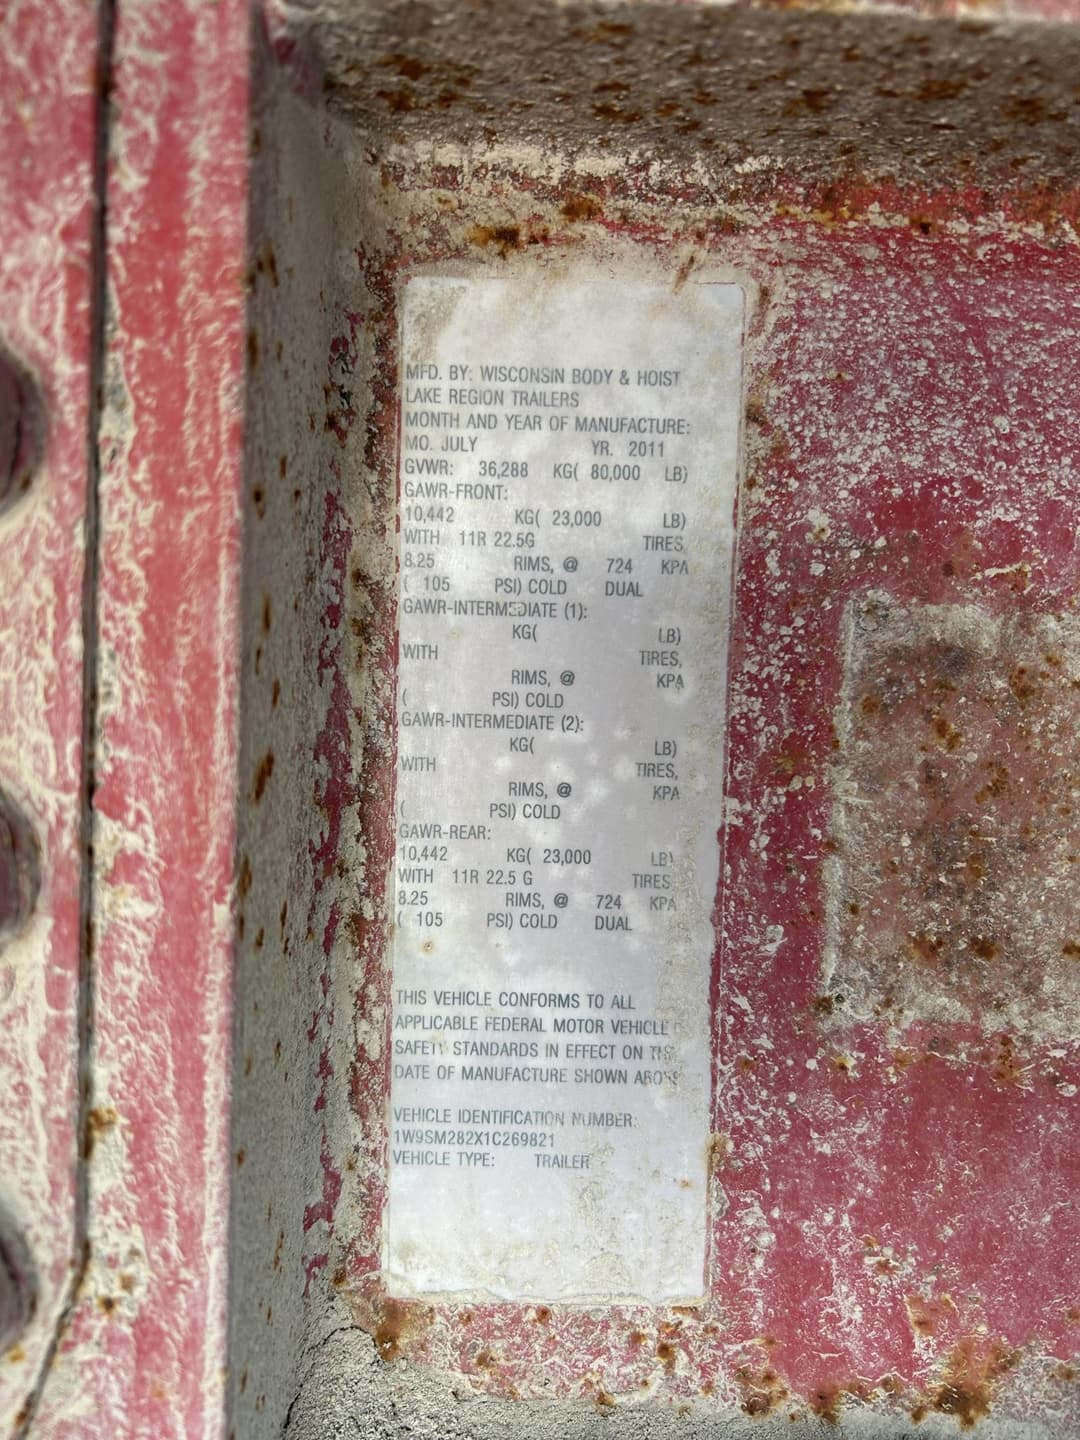 MFD. BY: WISCONSIN BODY & HOIST
LAKE REGION TRAILERS
MONTH AND YEAR OF MANUFACTURE:
MO. JULY YR. 2011
GVWR: 36,288 KG( 80,000 LB)
GAWR-FRONT:
10,442 KG( 23,000 LB)
WITH 11R 22.5G TIRES,
8.25 RIMS, @ 724 KPA
( 105 PSI) COLD DUAL
GAWR-INTERMEDIATE (1):
KG( LB)
WITH TIRES,
RIMS, @ KPA
( PSI) COLD
GAWR-INTERMEDIATE (2):
KG( LB)
WITH TIRES,
RIMS, @ KPA
( PSI) COLD
GAWR-REAR:
10,442 KG( 23,000 LB)
WITH 11R 22.5 G TIRES
8.25 RIMS, @ 724 KPA
( 105 PSI) COLD DUAL
THIS VEHICLE CONFORMS TO ALL
APPLICABLE FEDERAL MOTOR VEHICLE
SAFETY STANDARDS IN EFFECT ON THE
DATE OF MANUFACTURE SHOWN ABOVE
VEHICLE IDENTIFICATION NUMBER:
1W9SM282X1C269821
VEHICLE TYPE: TRAILER